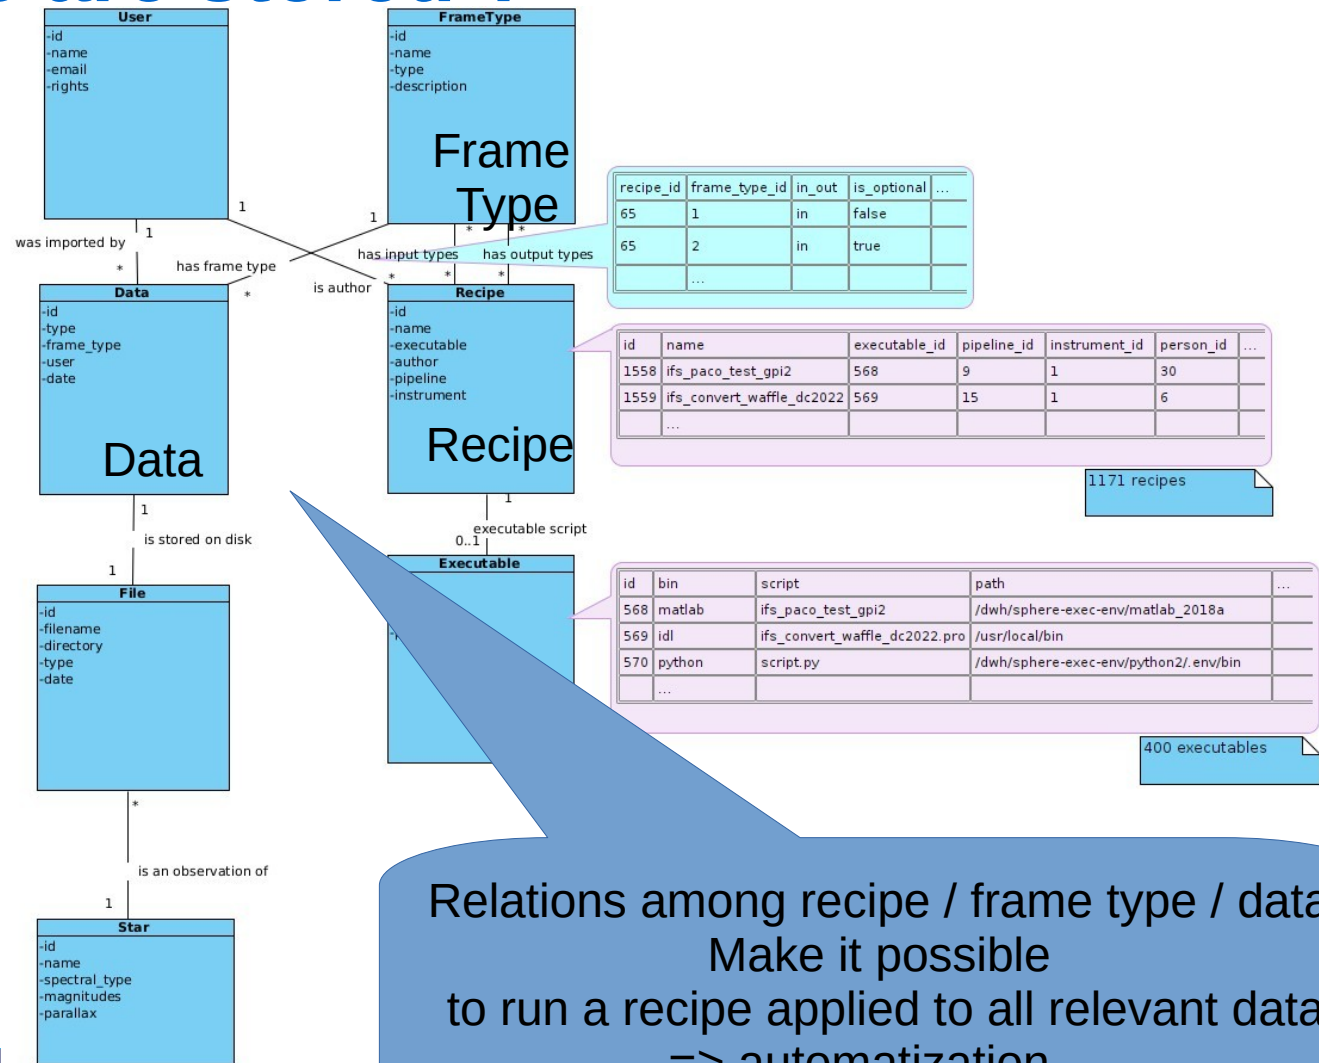 are stored ?
User
-id
-name
-email
-rights
FrameType
-id
-name
-type
-description
Frame
Type
recipe_id frame_type_id in_out is_optional ...
65 1 in false
65 2 in true
...
1
1
1
* *
was imported by
has input types
has output types
*
has frame type
is author
*
*
*
*
Data
-id
-type
-frame_type
-user
-date
Data
Recipe
-id
-name
-executable
-author
-pipeline
-instrument
Recipe
id name executable_id pipeline_id instrument_id person_id ...
1558 ifs_paco_test_gpi2 568 9 1 30
1559 ifs_convert_waffle_dc2022 569 15 1 6
...
1171 recipes
1
is stored on disk
1
1
executable script
0..1
File
-id
-filename
-directory
-type
-date
Executable
id bin script path ...
568 matlab ifs_paco_test_gpi2 /dwh/sphere-exec-env/matlab_2018a
569 idl ifs_convert_waffle_dc2022.pro /usr/local/bin
570 python script.py /dwh/sphere-exec-env/python2/.env/bin
...
400 executables
*
is an observation of
1
Star
-id
-name
-spectral_type
-magnitudes
-parallax
Relations among recipe / frame type / data
Make it possible
to run a recipe applied to all relevant data
=> automatization